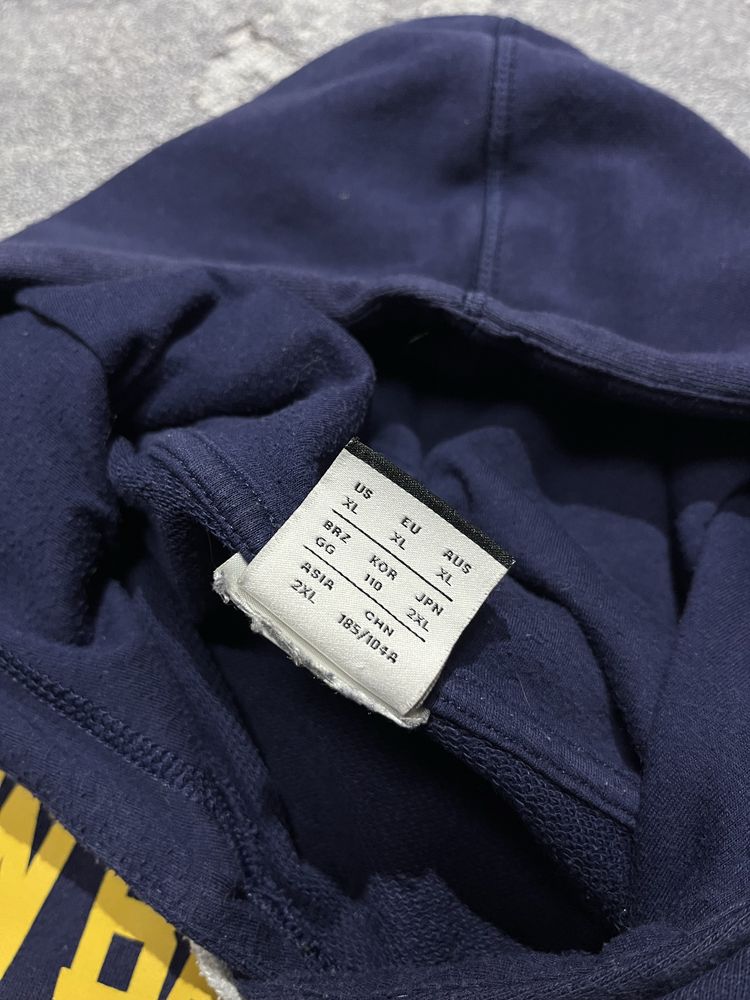 US EU AUS
XL XL XL
BRZ KOR JPN
GG 110 2XL
ASIA CHN
2XL 185/104A